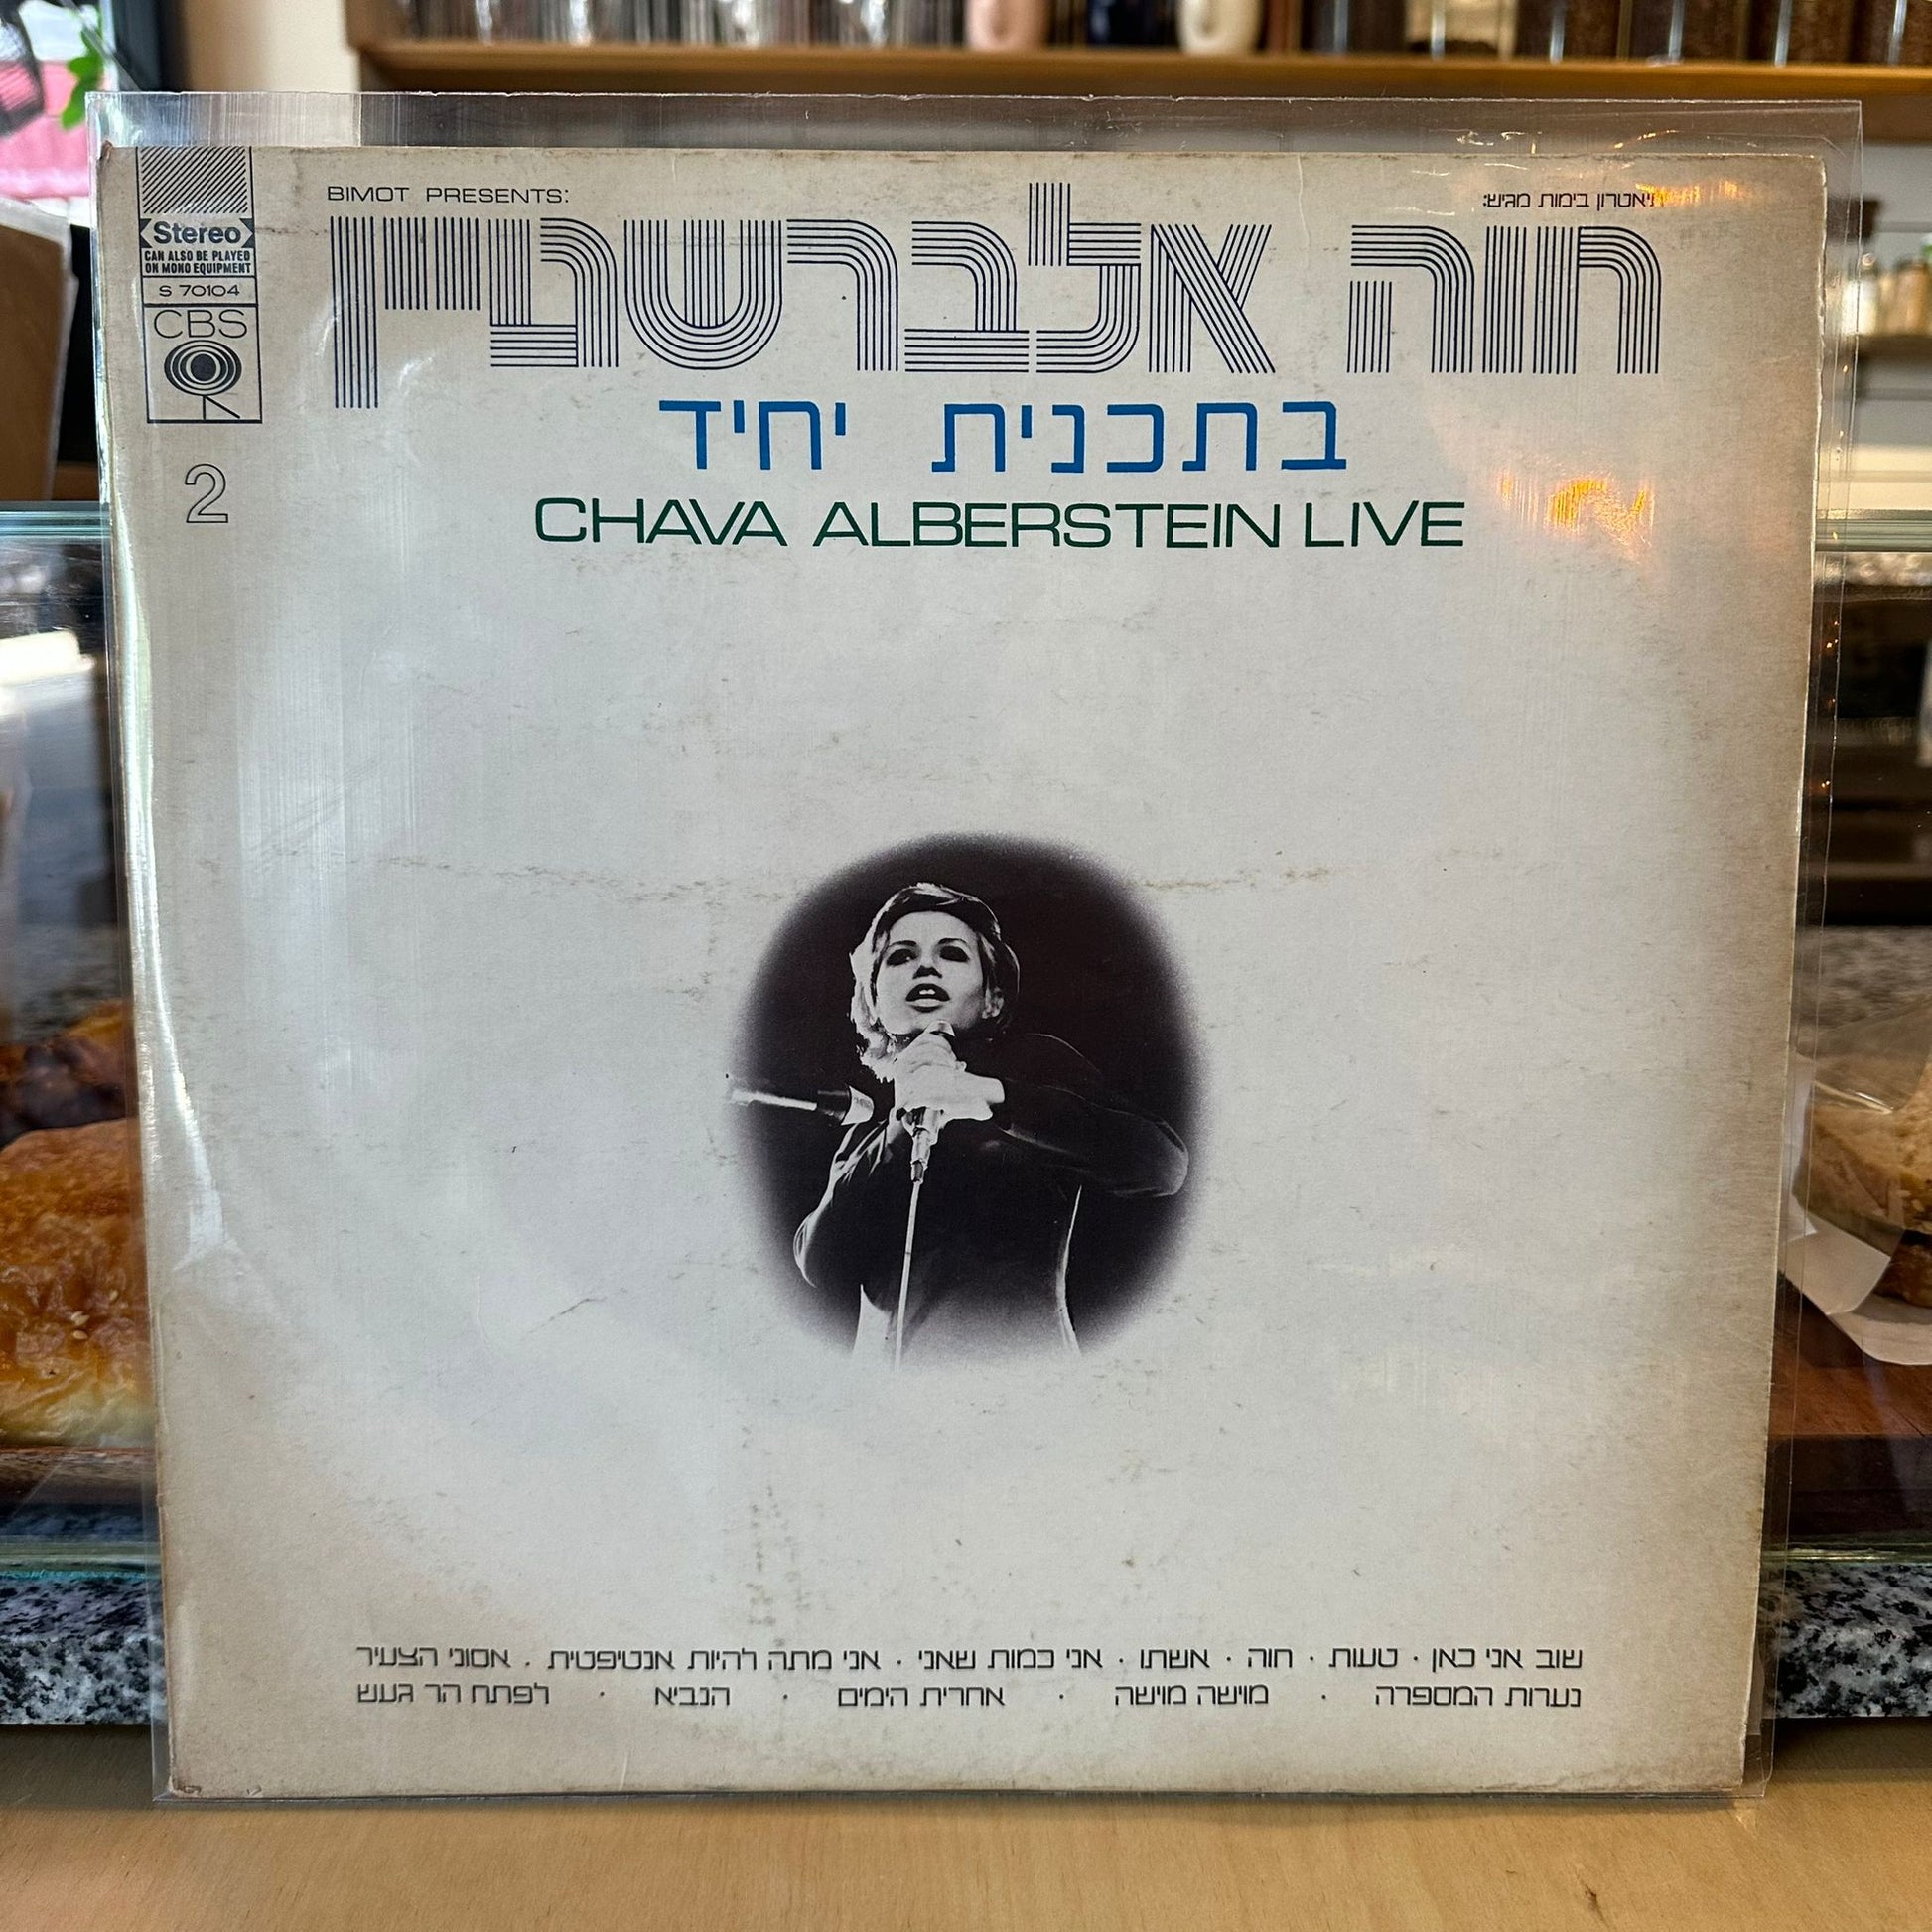 BIMOT PRESENTS:
תיאטרון בימות מגיש:
Stereo
CAN ALSO BE PLAYED
ON MONO EQUIPMENT
S 70104
CBS
2
חוה אלברשטיין
בתכנית יחיד
CHAVA ALBERSTEIN LIVE
שוב אני כאן · טעות · חוה · אשתו · אני כמות שאני · אני מתה להיות אנטיפטית · אסוני הצעיר
נערות המספרה · מוישה מוישה · אחרית הימים · הנביא · לפתח הר געש